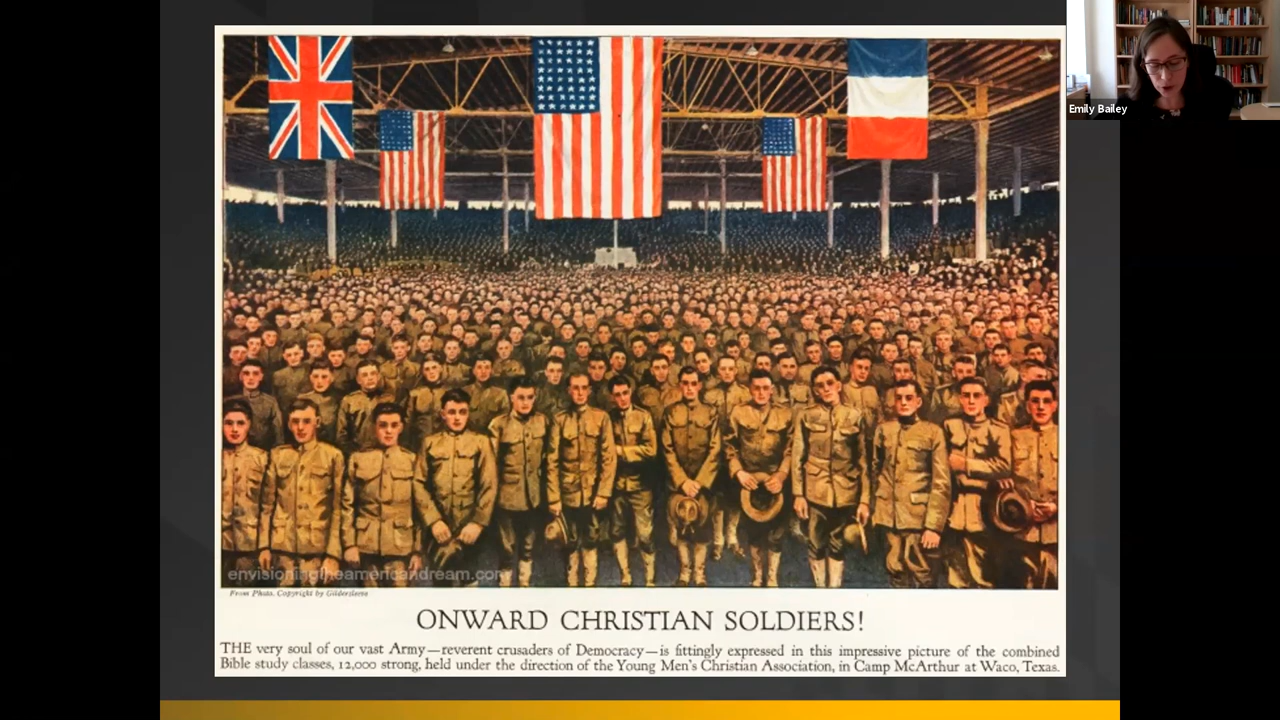 Emily Bailey
envisioningtheamericandream.com
From Photo, Copyright by Gildersleeve
ONWARD CHRISTIAN SOLDIERS!
THE very soul of our vast Army—reverent crusaders of Democracy—is fittingly expressed in this impressive picture of the combined
Bible study classes, 12,000 strong, held under the direction of the Young Men's Christian Association, in Camp McArthur at Waco, Texas.